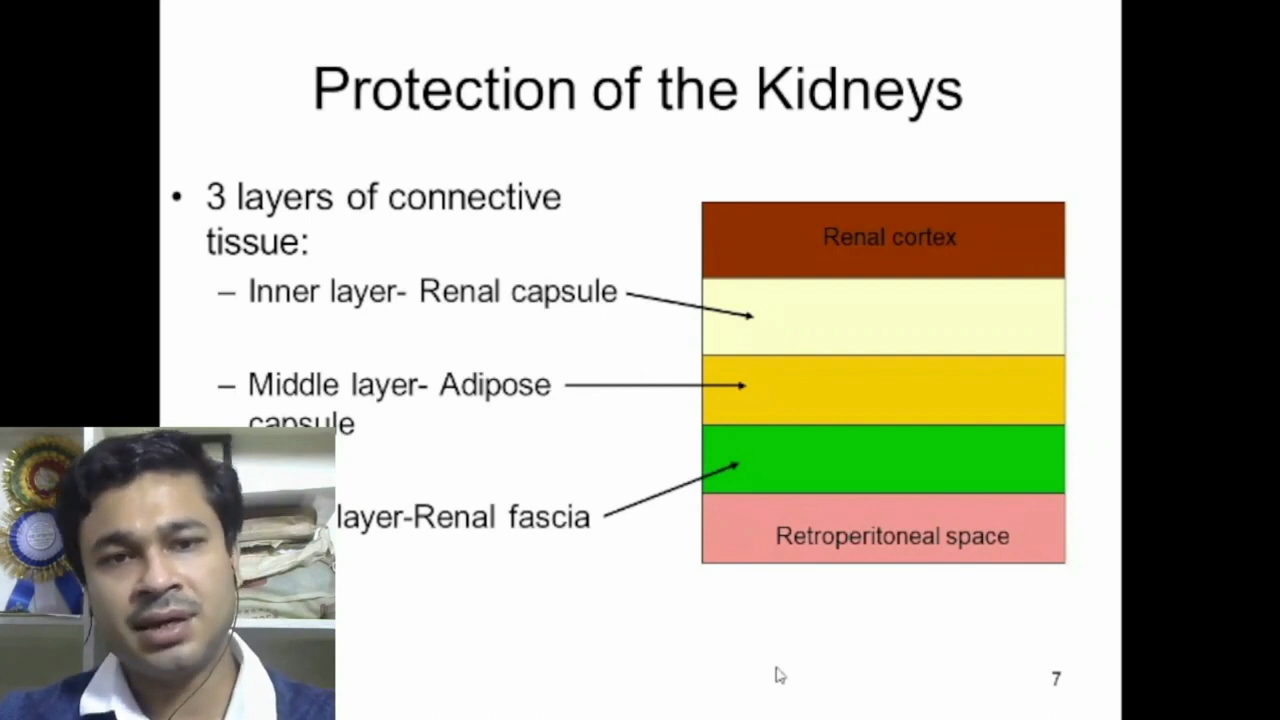 Protection of the Kidneys
• 3 layers of connective
tissue:
– Inner layer- Renal capsule
– Middle layer- Adipose
capsule
layer-Renal fascia
Renal cortex
Retroperitoneal space
7